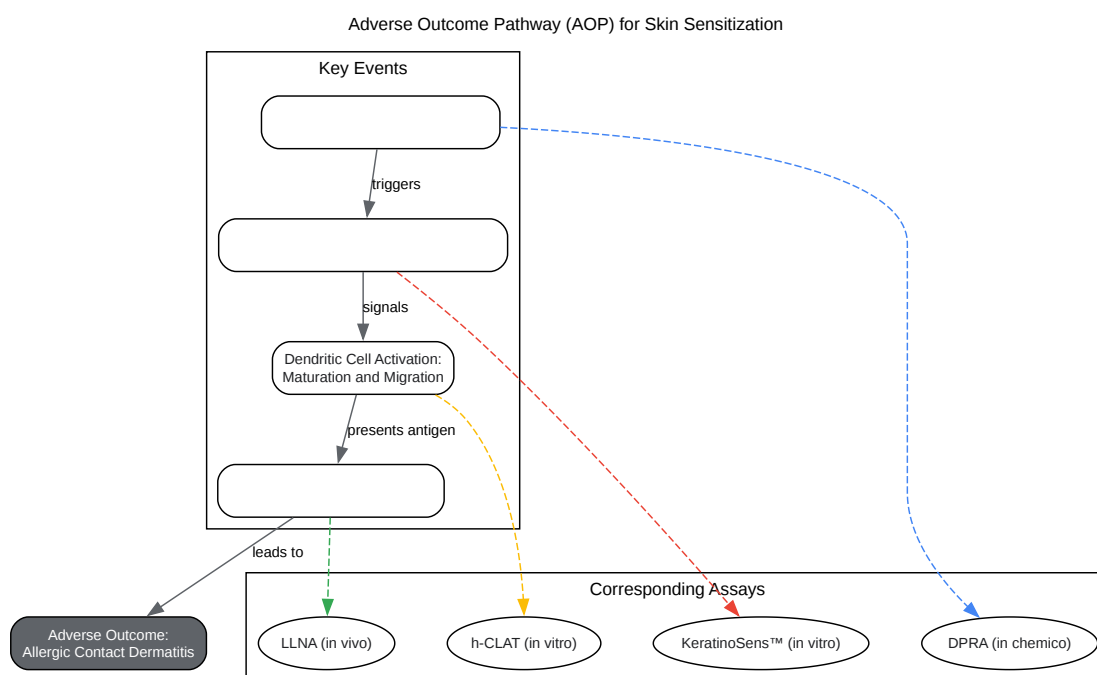 Adverse Outcome Pathway (AOP) for Skin Sensitization
Key Events
triggers
signals
Dendritic Cell Activation:
Maturation and Migration
presents antigen
leads to
Corresponding Assays
Adverse Outcome:
Allergic Contact Dermatitis
LLNA (in vivo)
h-CLAT (in vitro)
KeratinoSens™ (in vitro)
DPRA (in chemico)